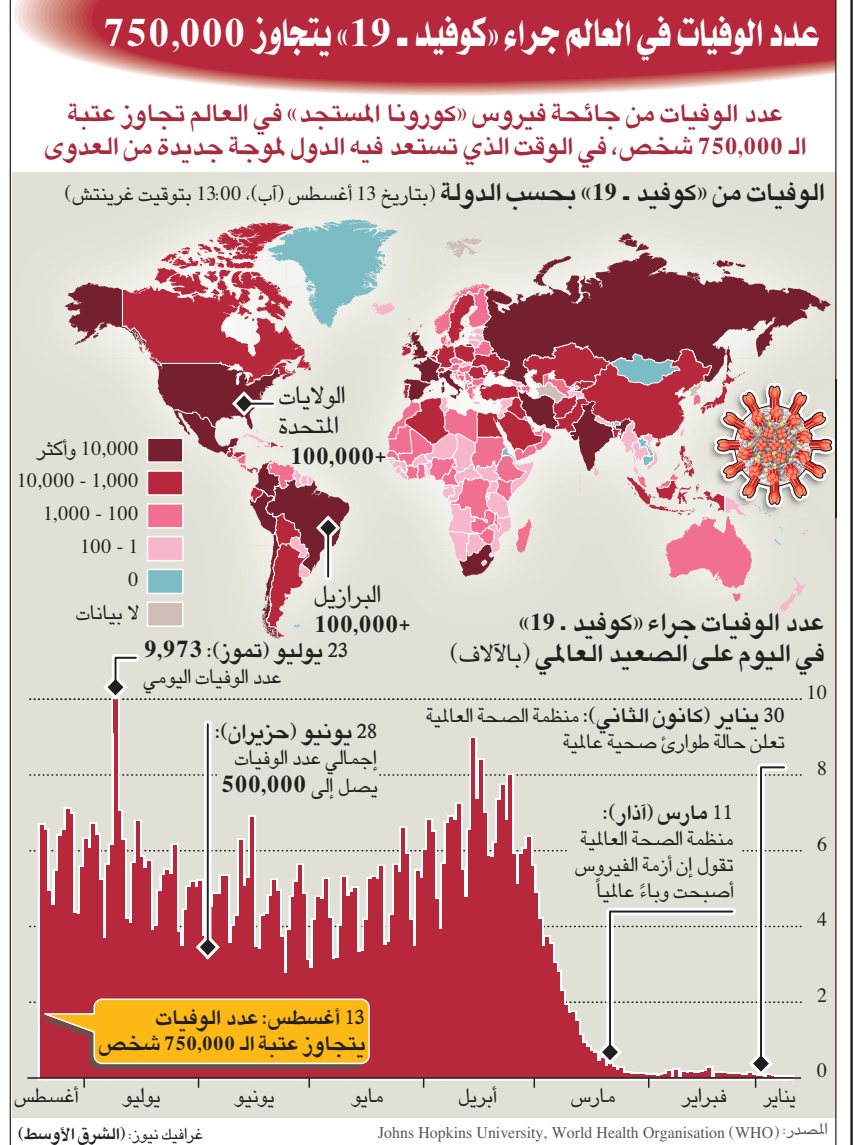 عدد الوفيات في العالم جراء «كوفيد ـ 19» يتجاوز 750,000
عدد الوفيات من جائحة فيروس «كورونا المستجد» في العالم تجاوز عتبة
الـ 750,000 شخص، في الوقت الذي تستعد فيه الدول لموجة جديدة من العدوى
الوفيات من «كوفيد ـ 19» بحسب الدولة (بتاريخ 13 أغسطس (آب)، 13:00 بتوقيت غرينتش)
الولايات
المتحدة
100,000+
10,000 وأكثر
10,000 - 1,000
1,000 - 100
100 - 1
0
لا بيانات
البرازيل
100,000+
عدد الوفيات جراء «كوفيد ـ 19»
في اليوم على الصعيد العالمي (بالآلاف)
23 يوليو (تموز): 9,973
عدد الوفيات اليومي
10
8
6
4
2
0
30 يناير (كانون الثاني): منظمة الصحة العالمية
تعلن حالة طوارئ صحية عالمية
28 يونيو (حزيران):
إجمالي عدد الوفيات
يصل إلى 500,000
11 مارس (آذار):
منظمة الصحة العالمية
تقول إن أزمة الفيروس
أصبحت وباءً عالمياً
13 أغسطس: عدد الوفيات
يتجاوز عتبة الـ 750,000 شخص
يناير
فبراير
مارس
أبريل
مايو
يونيو
يوليو
أغسطس
المصدر: Johns Hopkins University, World Health Organisation (WHO)
غرافيك نيوز: (الشرق الأوسط)